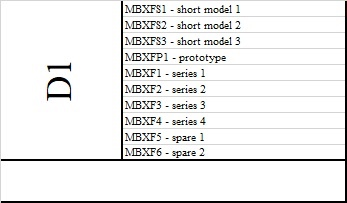 D1
MBXFS1 - short model 1
MBXFS2 - short model 2
MBXFS3 - short model 3
MBXFP1 - prototype
MBXF1 - series 1
MBXF2 - series 2
MBXF3 - series 3
MBXF4 - series 4
MBXF5 - spare 1
MBXF6 - spare 2